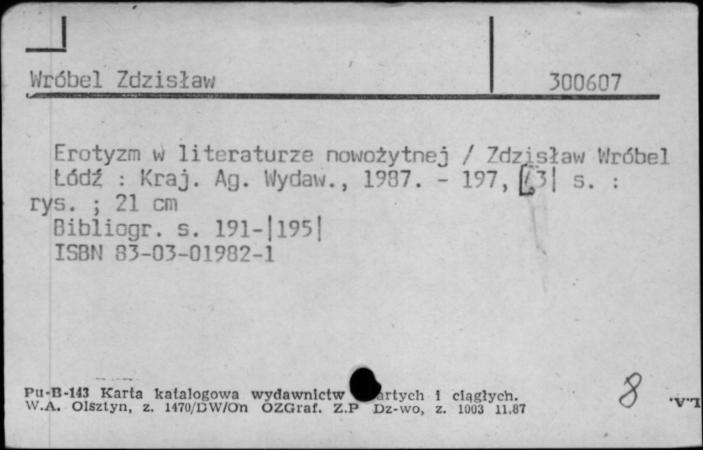 Wróbel Zdzisław 300607
Erotyzm w literaturze nowożytnej / Zdzisław Wróbel
Łódź : Kraj. Ag. Wydaw., 1987. - 197, [3| s. :
rys. ; 21 cm
Bibliogr. s. 191-|195|
ISBN 83-03-01982-1
Pu-B-143 Karta katalogowa wydawnictw artych i ciągłych.
W.A. Olsztyn, z. 1470/DW/On OZGraf. Z.P Dz-wo, z. 1003 11.87
8